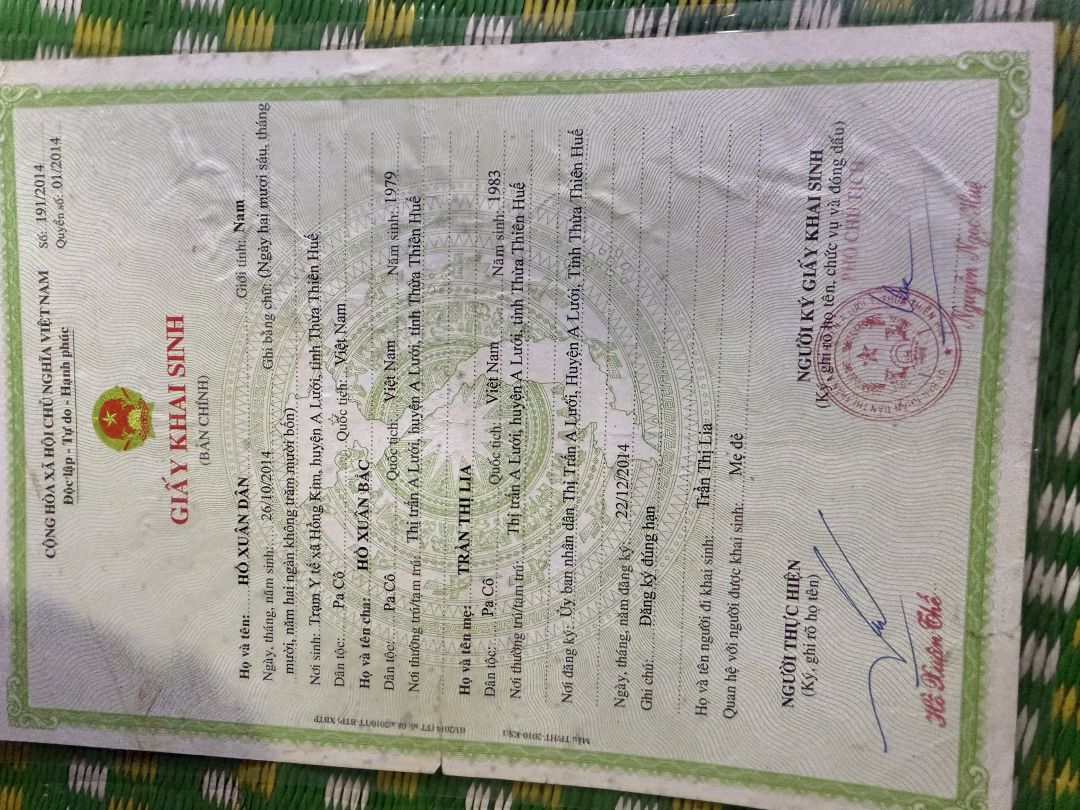 CỘNG HÒA XÃ HỘI CHỦ NGHĨA VIỆT NAM
Độc lập - Tự do - Hạnh phúc
Số: 191/2014
Quyển số: 01/2014
GIẤY KHAI SINH
(BẢN CHÍNH)
Họ và tên: HỒ XUÂN DÂN Giới tính: Nam
Ngày, tháng, năm sinh: 26/10/2014 Ghi bằng chữ: (Ngày hai mươi sáu, tháng
mười, năm hai ngàn không trăm mười bốn)
Nơi sinh: Trạm Y tế xã Hồng Kim, huyện A Lưới, tỉnh Thừa Thiên Huế
Dân tộc: Pa Cô Quốc tịch: Việt Nam
Họ và tên cha: HỒ XUÂN BẮC
Dân tộc: Pa Cô Quốc tịch: Việt Nam Năm sinh: 1979
Nơi thường trú/tạm trú: Thị trấn A Lưới, huyện A Lưới, tỉnh Thừa Thiên Huế
Họ và tên mẹ: TRẦN THỊ LIA
Dân tộc: Pa Cô Quốc tịch: Việt Nam Năm sinh: 1983
Nơi thường trú/tạm trú: Thị trấn A Lưới, huyện A Lưới, tỉnh Thừa Thiên Huế
Nơi đăng ký: Ủy ban nhân dân Thị Trấn A Lưới, Huyện A Lưới, Tỉnh Thừa Thiên Huế
Ngày, tháng, năm đăng ký: 22/12/2014
Ghi chú: Đăng ký đúng hạn
Họ và tên người đi khai sinh: Trần Thị Lia
Quan hệ với người được khai sinh: Mẹ đẻ
NGƯỜI THỰC HIỆN
(Ký, ghi rõ họ tên)
Hồ Xuân Thế
NGƯỜI KÝ GIẤY KHAI SINH
(Ký, ghi rõ họ tên, chức vụ và đóng dấu)
PHÓ CHỦ TỊCH
Nguyễn Ngọc Huệ
Mẫu TP/HT-2010-KS.1